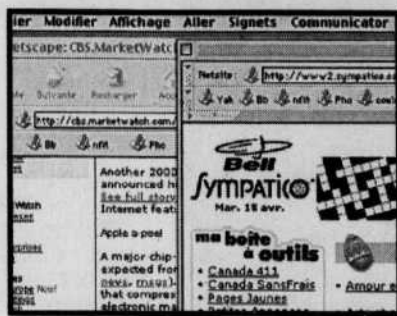 ier Modifier Affichage Aller Signets Communicator
etscape: CBS.MarketWatch
Suivante Recharger
http://cbs.marketwatch.com/
Bb nfit Pho
Another 2000
announced h
See full story
Internet feat
Apple a peel
A major chip-
expected from
news, msgs)-
that compres
electronic ma
Watch
Now!
Netsite: http://www2.sympatico.ca
Yah Bb nfit Pho
Bell
SYMPATICO
Mar. 18 avr.
ma boîte
à outils
• Canada 411
• Canada SansFrais
• Pages Jaunes
• Amour e